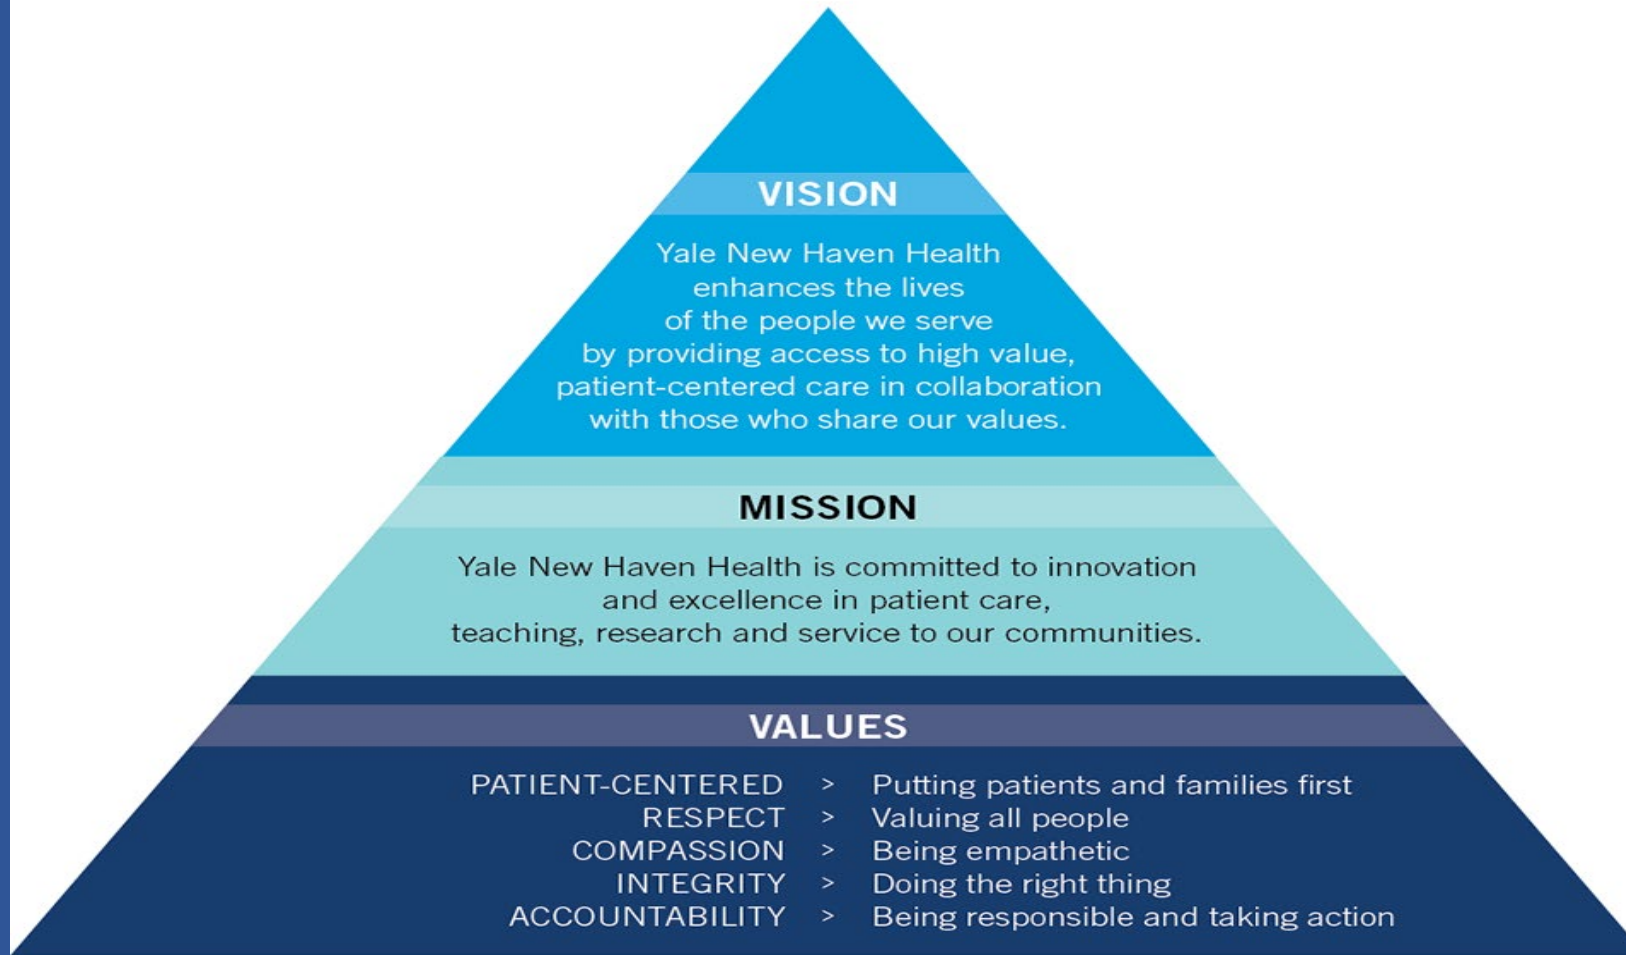 VISION
Yale New Haven Health
enhances the lives
of the people we serve
by providing access to high value,
patient-centered care in collaboration
with those who share our values.
MISSION
Yale New Haven Health is committed to innovation
and excellence in patient care,
teaching, research and service to our communities.
VALUES
PATIENT-CENTERED > Putting patients and families first
RESPECT > Valuing all people
COMPASSION > Being empathetic
INTEGRITY > Doing the right thing
ACCOUNTABILITY > Being responsible and taking action